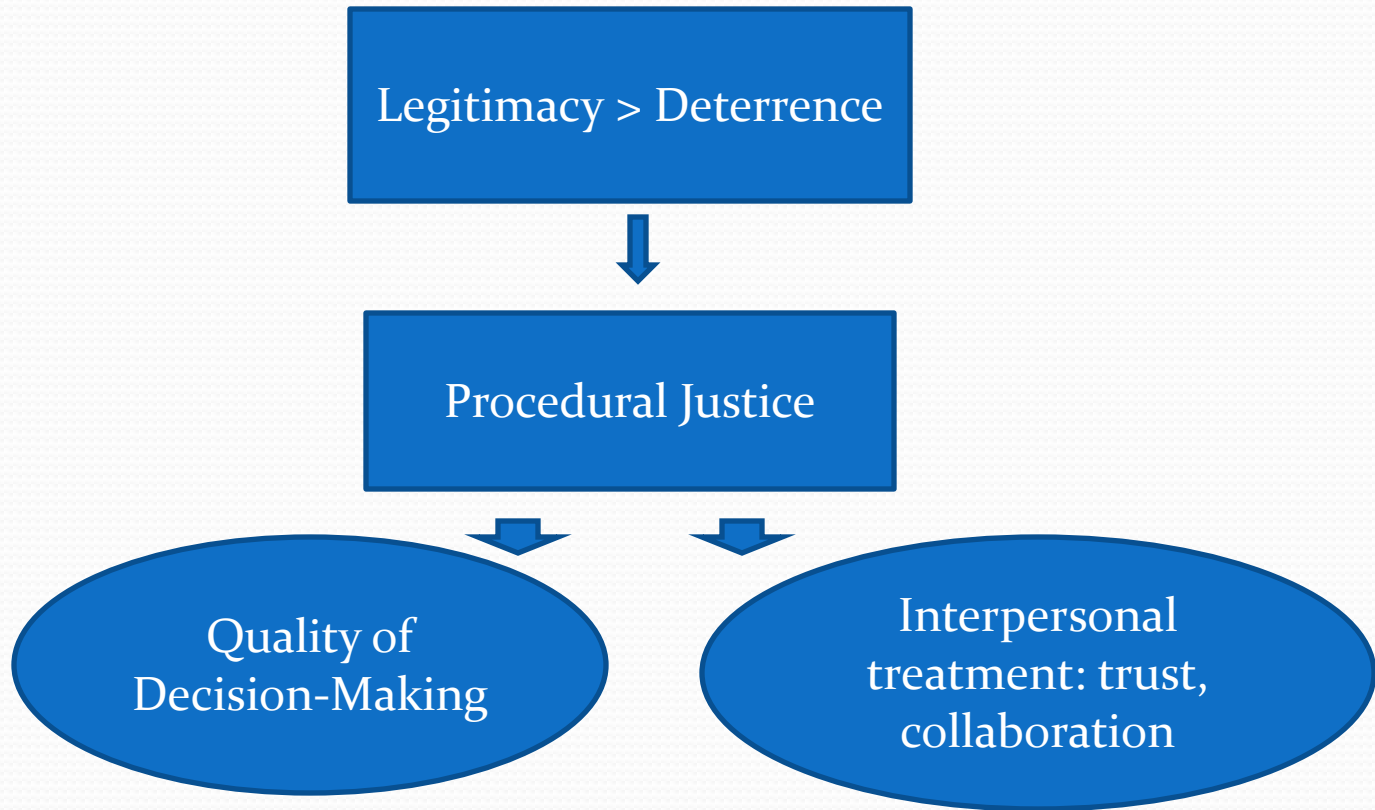 Legitimacy > Deterrence
Procedural Justice
Quality of
Decision-Making
Interpersonal
treatment: trust,
collaboration